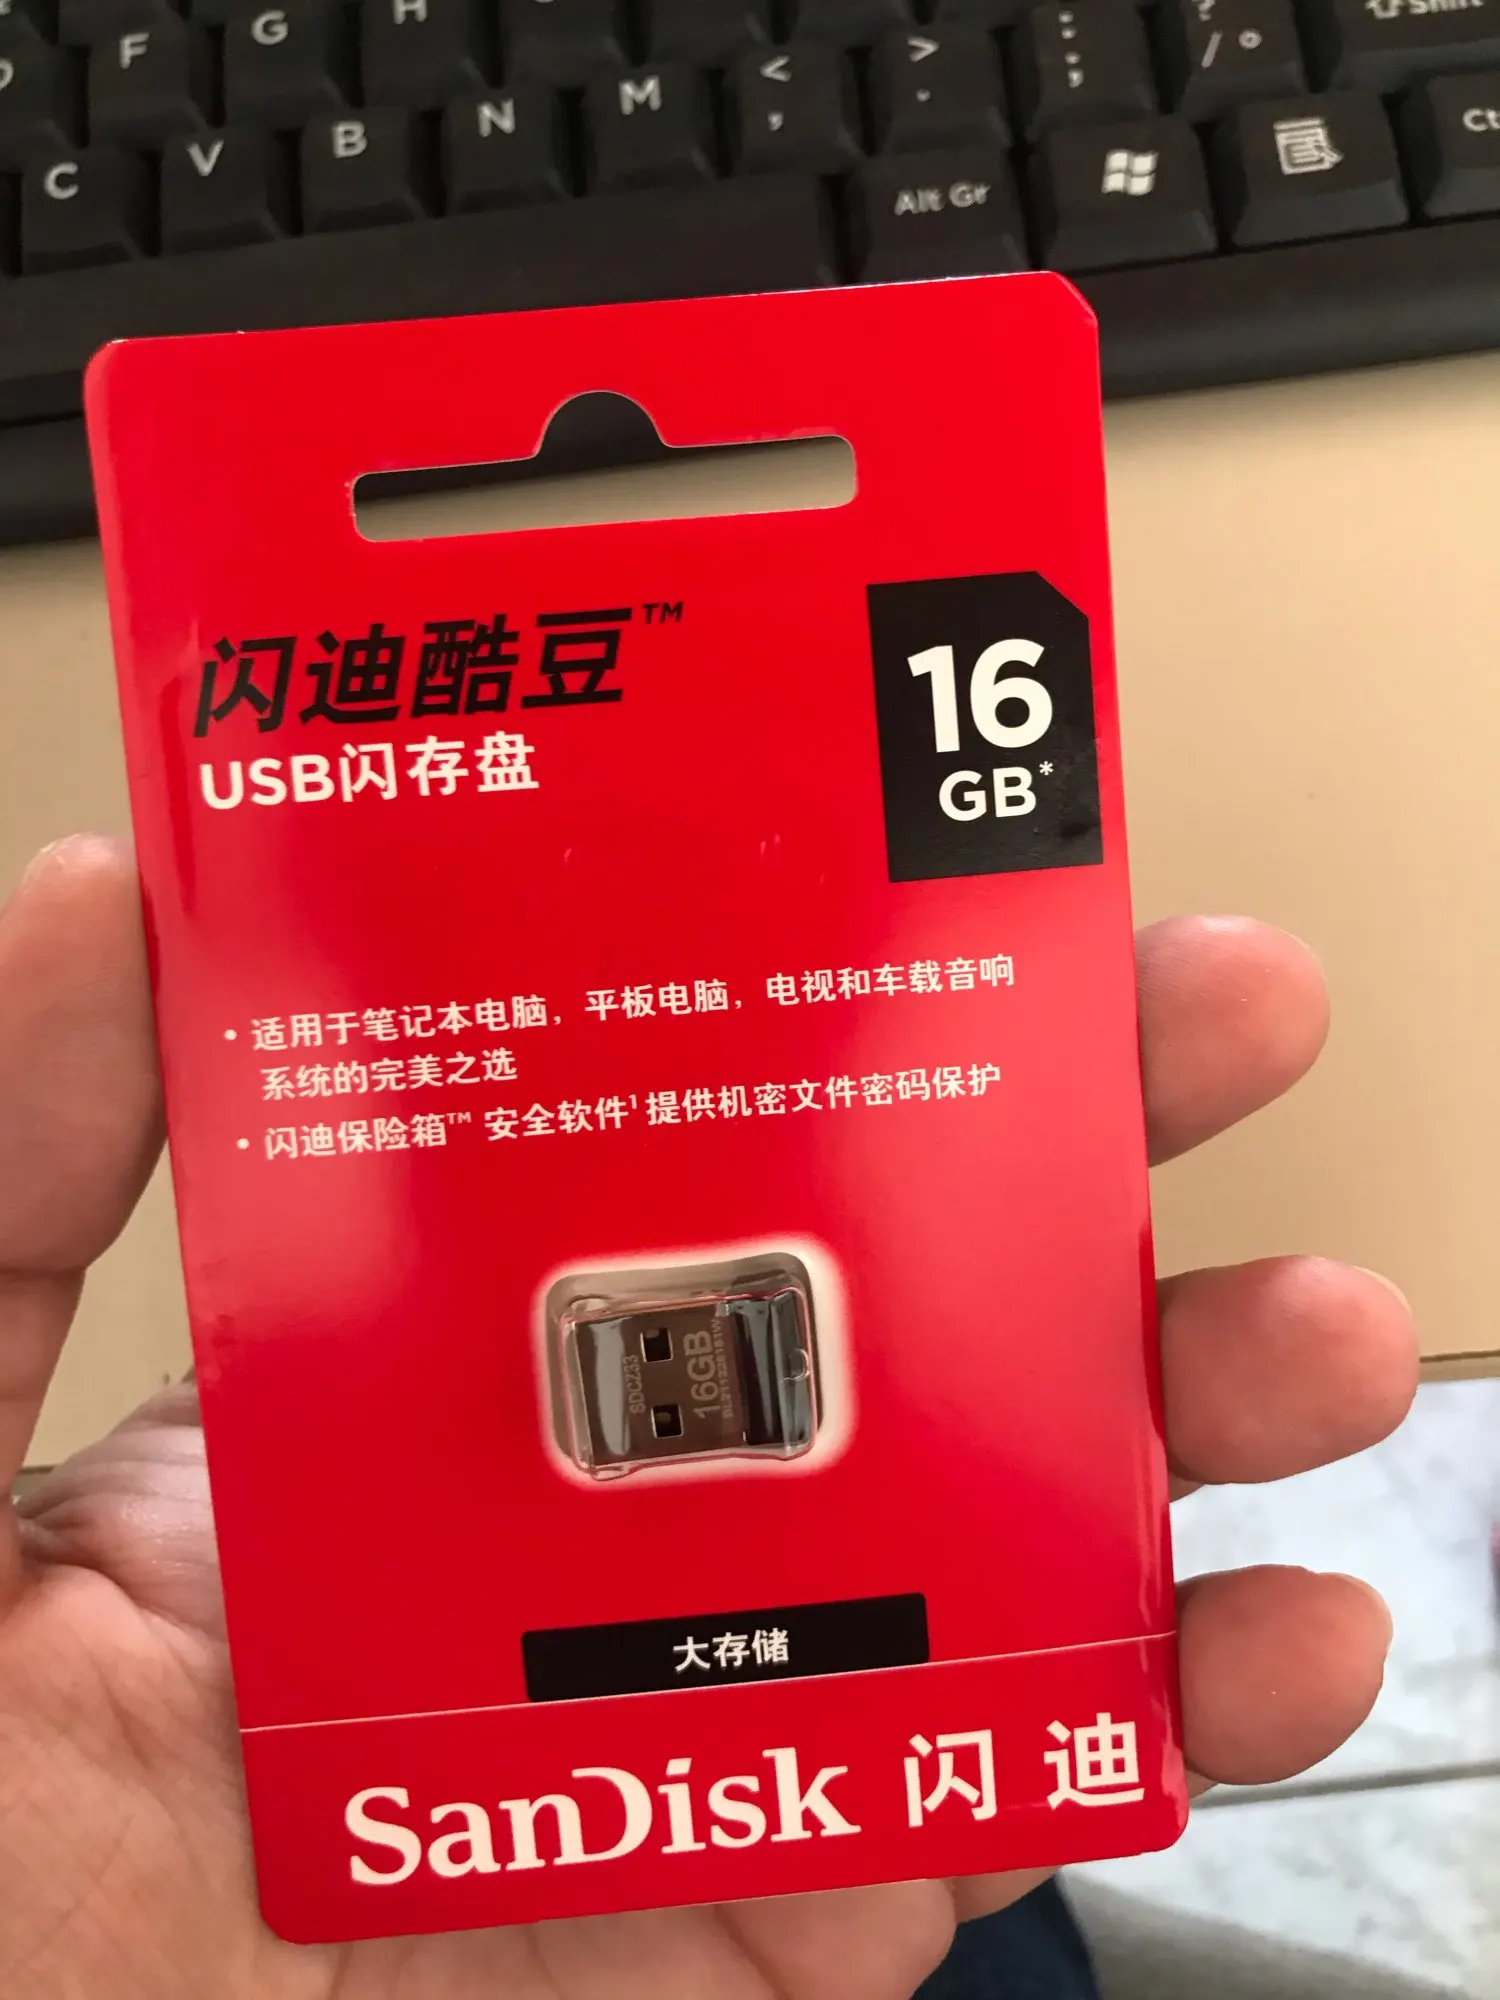 F G H
C V B N M < , > . : ; ? / °
Shift
Alt Gr
闪迪酷豆™
USB闪存盘
16
GB*
• 适用于笔记本电脑，平板电脑，电视和车载音响
系统的完美之选
• 闪迪保险箱™ 安全软件¹ 提供机密文件密码保护
SDCZ33
16GB
大存储
SanDisk 闪迪